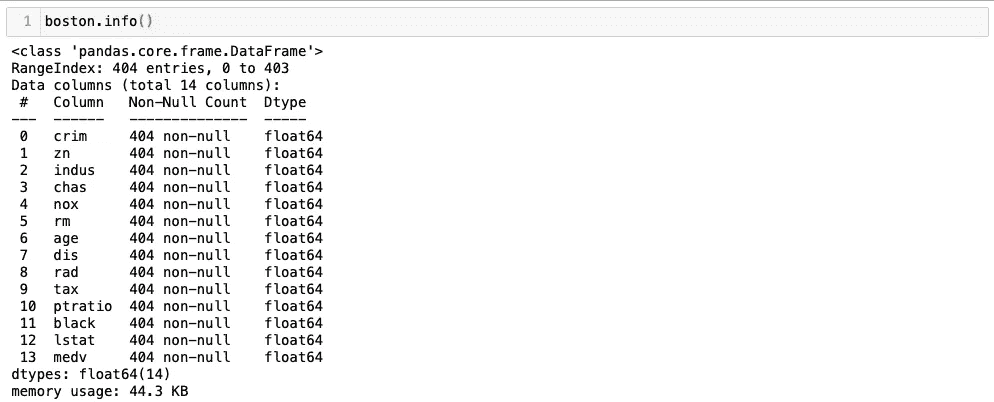 1 boston.info()
<class 'pandas.core.frame.DataFrame'>
RangeIndex: 404 entries, 0 to 403
Data columns (total 14 columns):
 #   Column   Non-Null Count  Dtype
---  ------   --------------  -----
 0   crim     404 non-null    float64
 1   zn       404 non-null    float64
 2   indus    404 non-null    float64
 3   chas     404 non-null    float64
 4   nox      404 non-null    float64
 5   rm       404 non-null    float64
 6   age      404 non-null    float64
 7   dis      404 non-null    float64
 8   rad      404 non-null    float64
 9   tax      404 non-null    float64
 10  ptratio  404 non-null    float64
 11  black    404 non-null    float64
 12  lstat    404 non-null    float64
 13  medv     404 non-null    float64
dtypes: float64(14)
memory usage: 44.3 KB